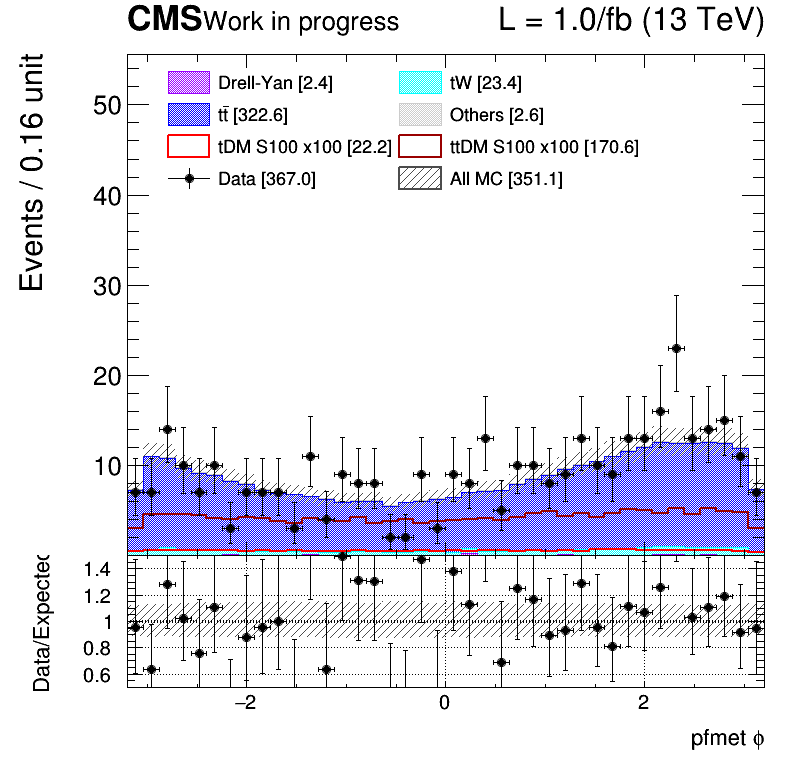 CMS Work in progress L = 1.0/fb (13 TeV)
Events / 0.16 unit
50
40
30
20
10
Drell-Yan [2.4] tW [23.4]
tt̄ [322.6] Others [2.6]
tDM S100 x100 [22.2] ttDM S100 x100 [170.6]
Data [367.0] All MC [351.1]
Data/Expected
1.4
1.2
1
0.8
0.6
−2 0 2
pfmet ϕ